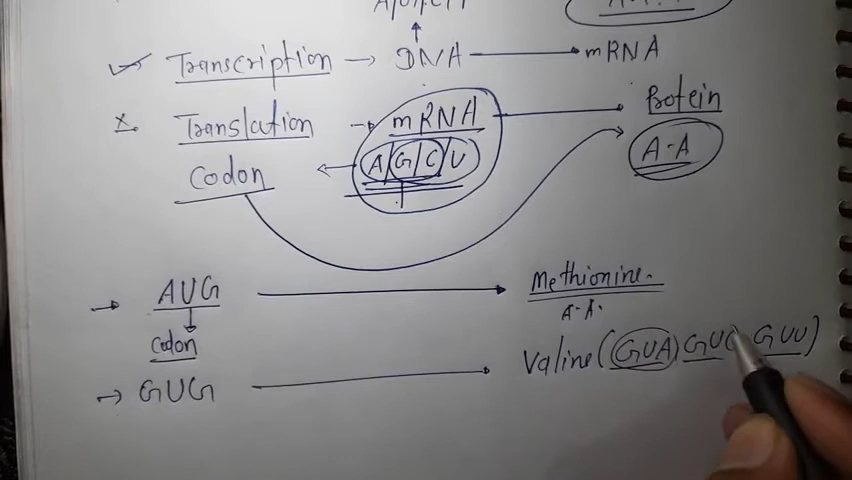 Transcription → DNA → mRNA
x. Translation → mRNA → Protein
A G C U
A-A
Codon
→ AUG → Methionine.
A-A.
codon
Valine (GUA) GUC GUU)
→ GUG →